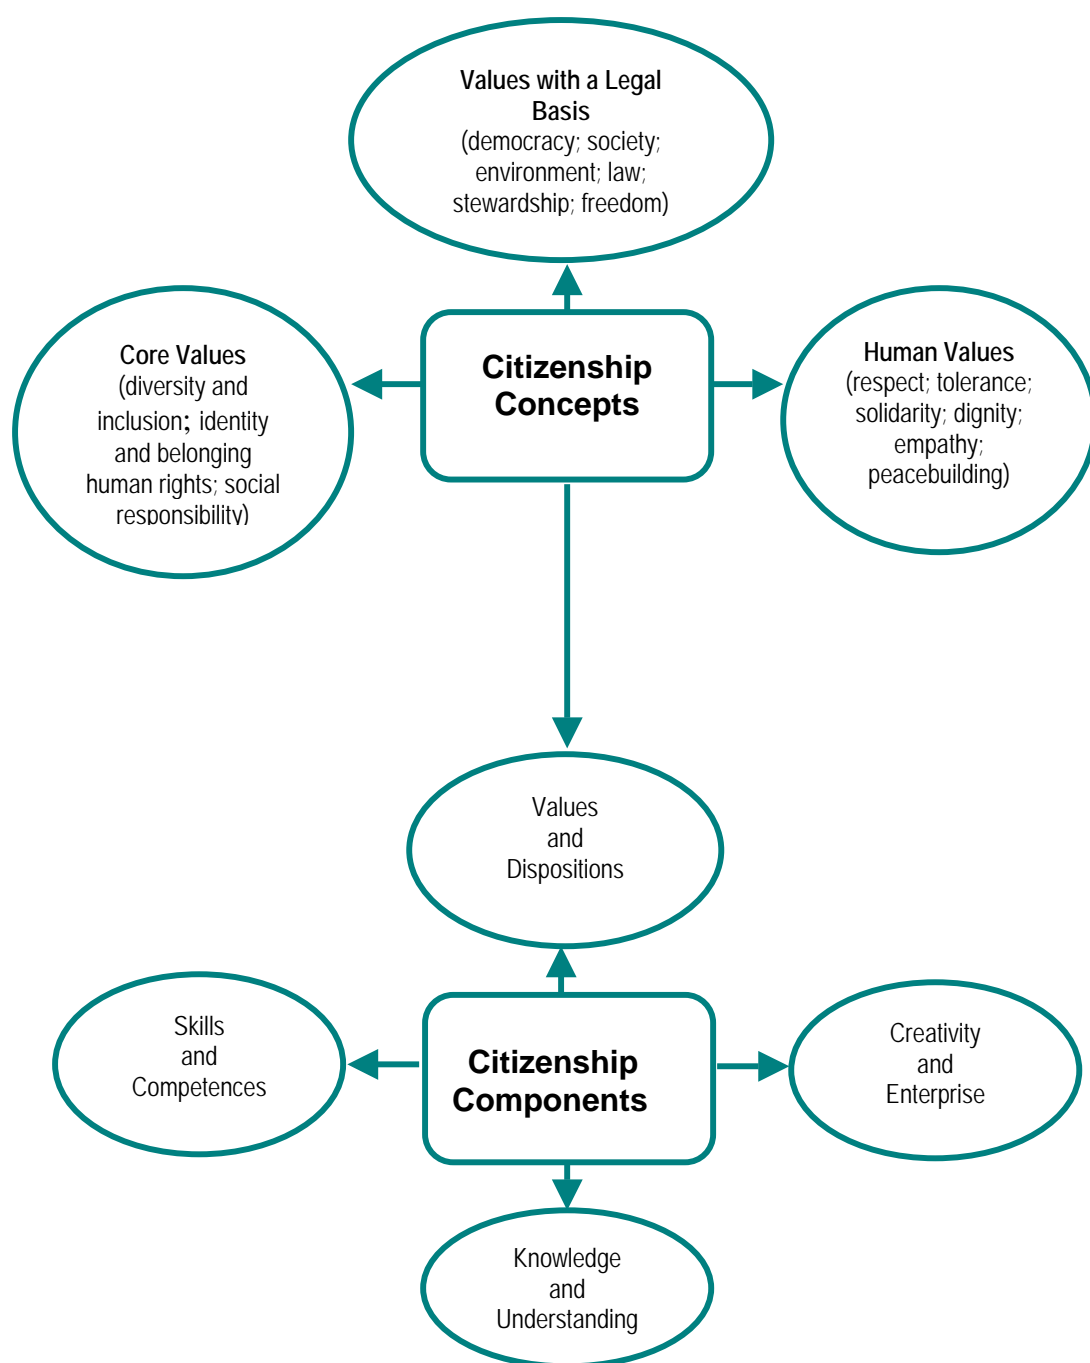 Values with a Legal
Basis
(democracy; society;
environment; law;
stewardship; freedom)
Core Values
(diversity and
inclusion; identity
and belonging
human rights; social
responsibility)
Citizenship
Concepts
Human Values
(respect; tolerance;
solidarity; dignity;
empathy;
peacebuilding)
Values
and
Dispositions
Skills
and
Competences
Citizenship
Components
Creativity
and
Enterprise
Knowledge
and
Understanding